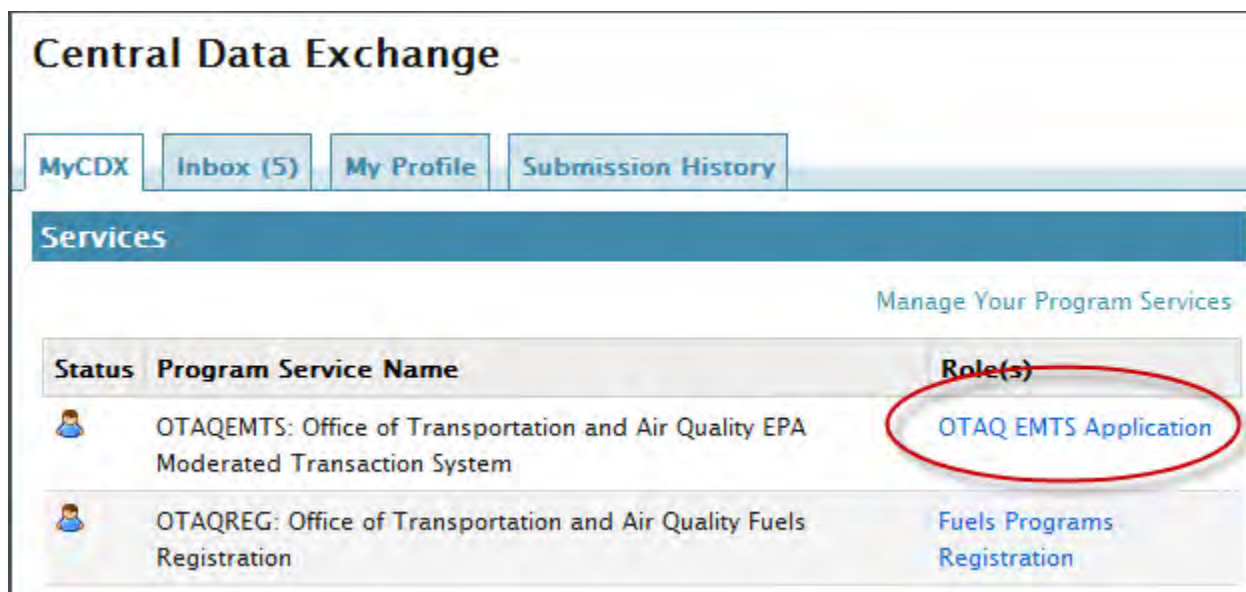 Central Data Exchange
MyCDX Inbox (5) My Profile Submission History
Services
Manage Your Program Services
Status Program Service Name Role(s)
OTAQEMTS: Office of Transportation and Air Quality EPA OTAQ EMTS Application
Moderated Transaction System
OTAQREG: Office of Transportation and Air Quality Fuels Fuels Programs
Registration Registration